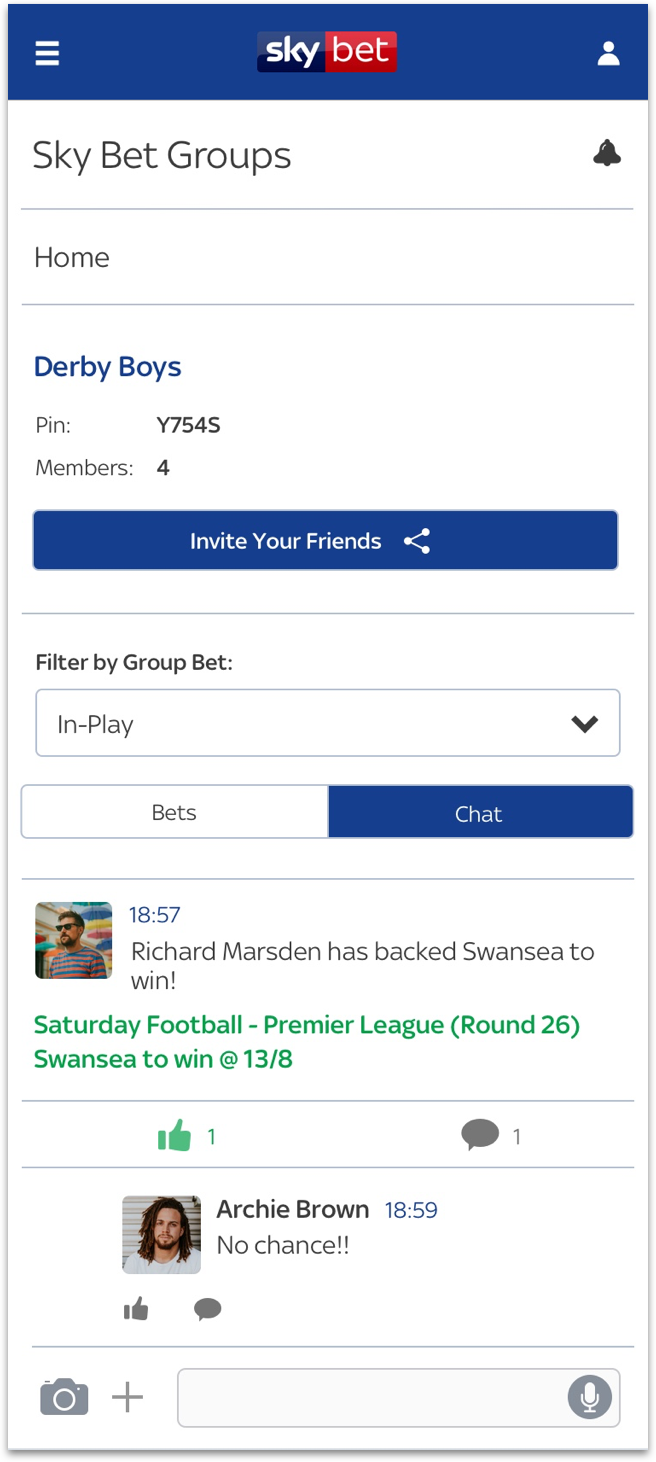 sky bet
Sky Bet Groups
Home
Derby Boys
Pin: Y754S
Members: 4
Invite Your Friends
Filter by Group Bet:
In-Play
Bets Chat
18:57
Richard Marsden has backed Swansea to
win!
Saturday Football - Premier League (Round 26)
Swansea to win @ 13/8
1 1
Archie Brown 18:59
No chance!!